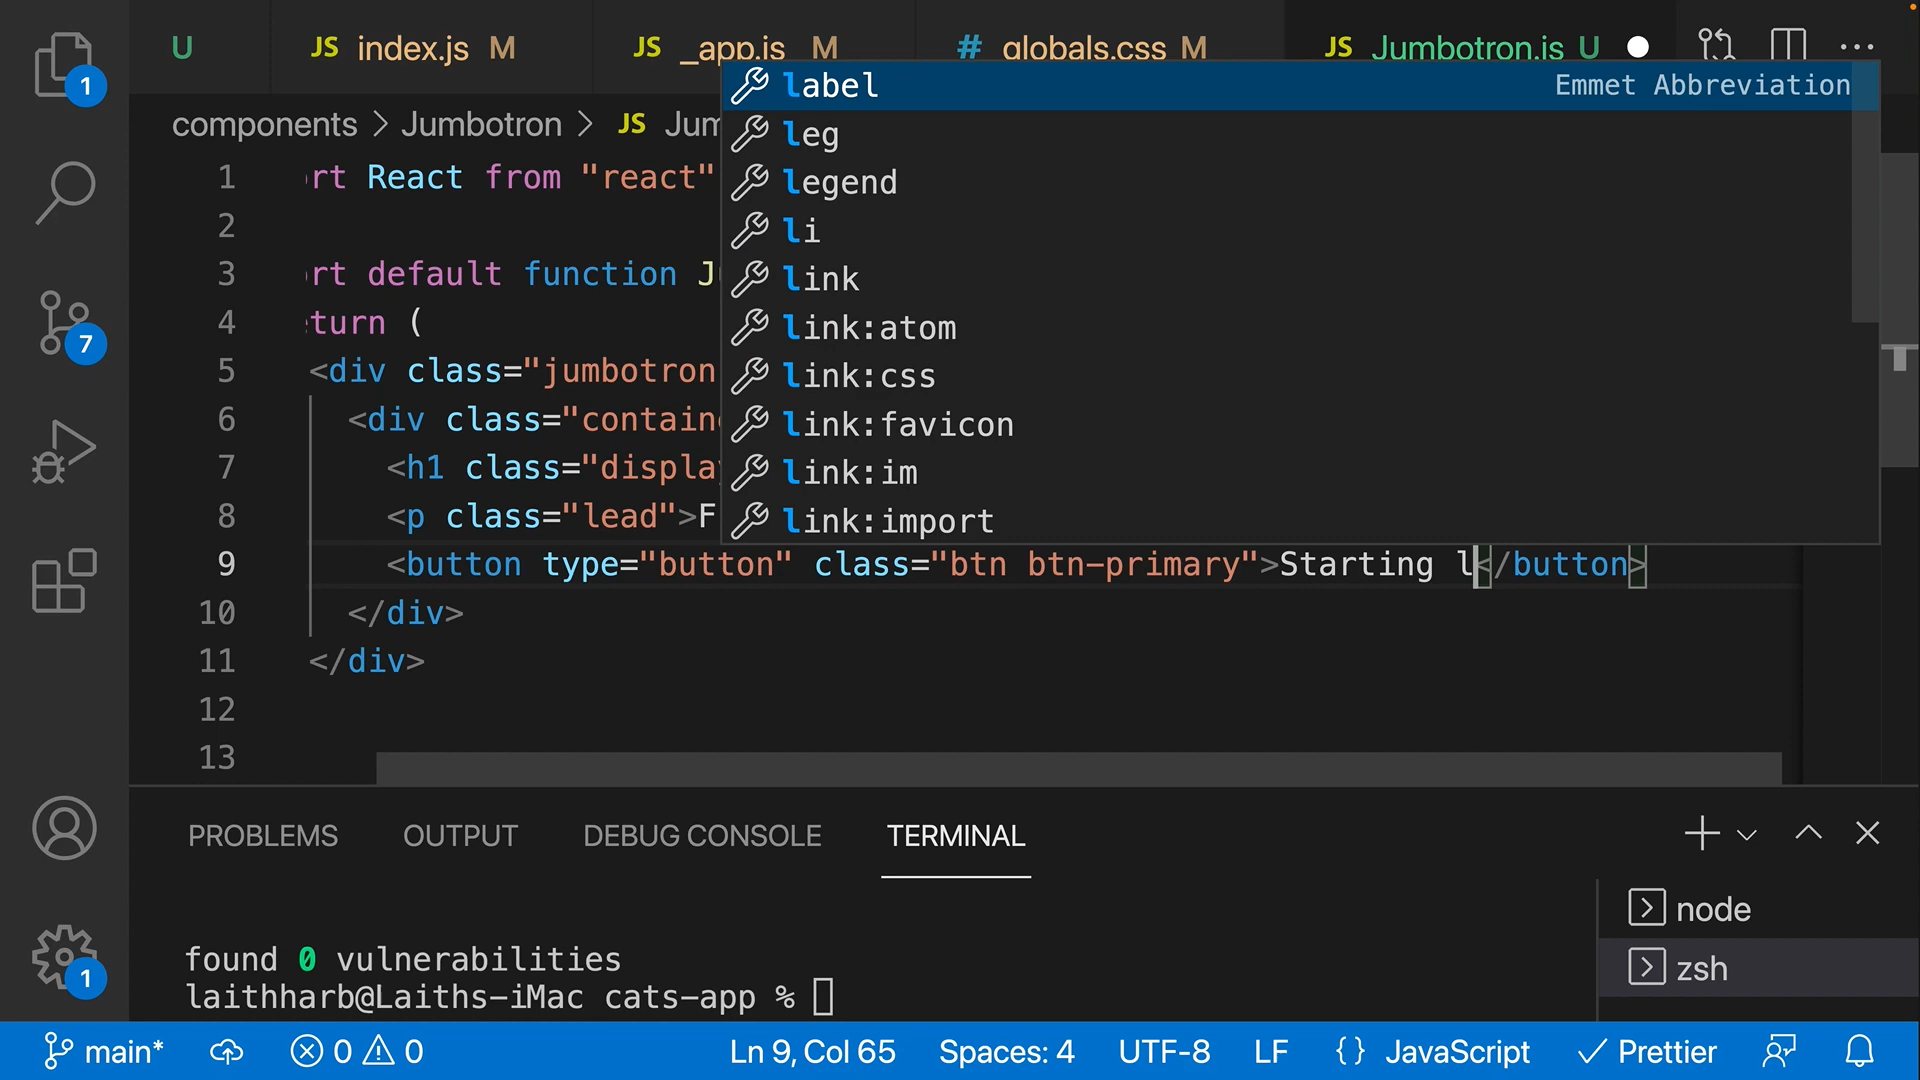 U JS index.js M JS _app.js M # globals.css M JS Jumbotron.js U ...
1 label Emmet Abbreviation
components > Jumbotron > JS Jum leg
1 rt React from "react" legend
2 li
3 rt default function J link
4 turn ( link:atom
7
5 <div class="jumbotron link:css
6 <div class="contain link:favicon
7 <h1 class="displa link:im
8 <p class="lead">F link:import
9 <button type="button" class="btn btn-primary">Starting l</button>
10 </div>
11 </div>
12
13
PROBLEMS OUTPUT DEBUG CONSOLE TERMINAL
node
found 0 vulnerabilities
zsh
laithharb@Laiths-iMac cats-app %
1
main* 0 0 Ln 9, Col 65 Spaces: 4 UTF-8 LF {} JavaScript Prettier